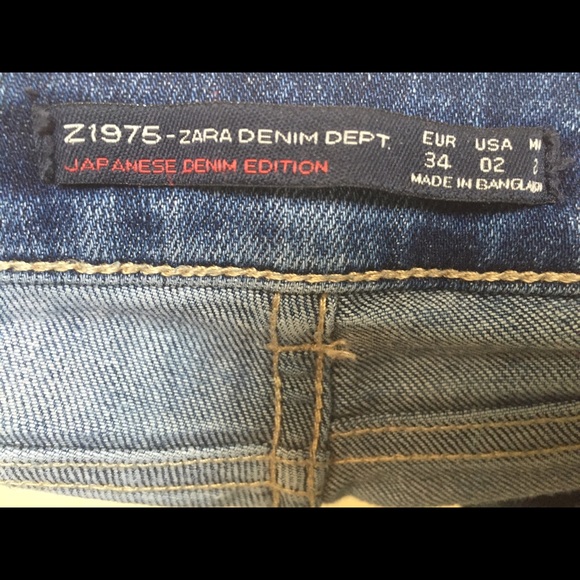 Z1975-ZARA DENIM DEPT. EUR USA
JAPANESE DENIM EDITION 34 02
MADE IN